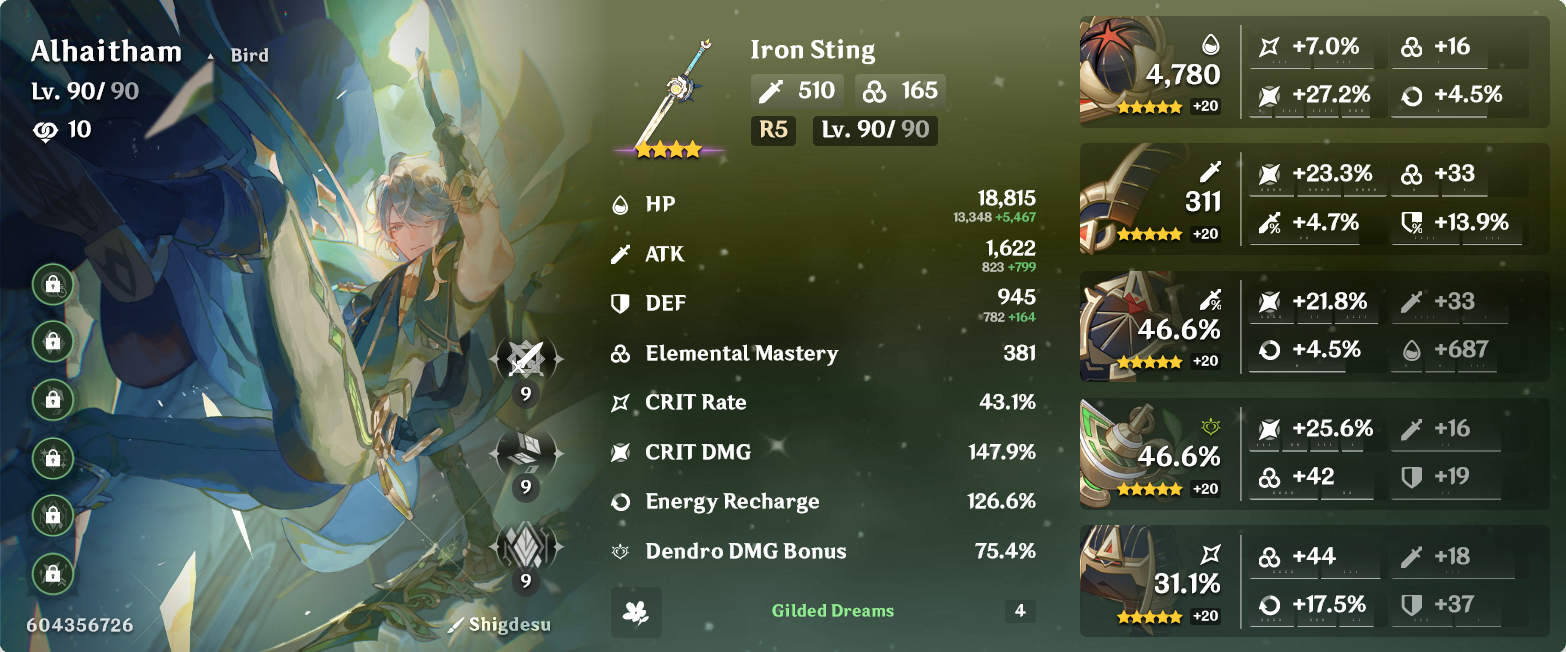 Alhaitham ▲ Bird
Lv. 90/ 90
10
9
9
9
604356726
Shigdesu
Iron Sting
510 165
R5 Lv. 90/ 90
HP 18,815
13,348 +5,467
ATK 1,622
823 +799
DEF 945
782 +164
Elemental Mastery 381
CRIT Rate 43.1%
CRIT DMG 147.9%
Energy Recharge 126.6%
Dendro DMG Bonus 75.4%
Gilded Dreams 4
4,780
+20
+7.0% +16
+27.2% +4.5%
311
+20
+23.3% +33
+4.7% +13.9%
46.6%
+20
+21.8% +33
+4.5% +687
46.6%
+20
+25.6% +16
+42 +19
31.1%
+20
+44 +18
+17.5% +37